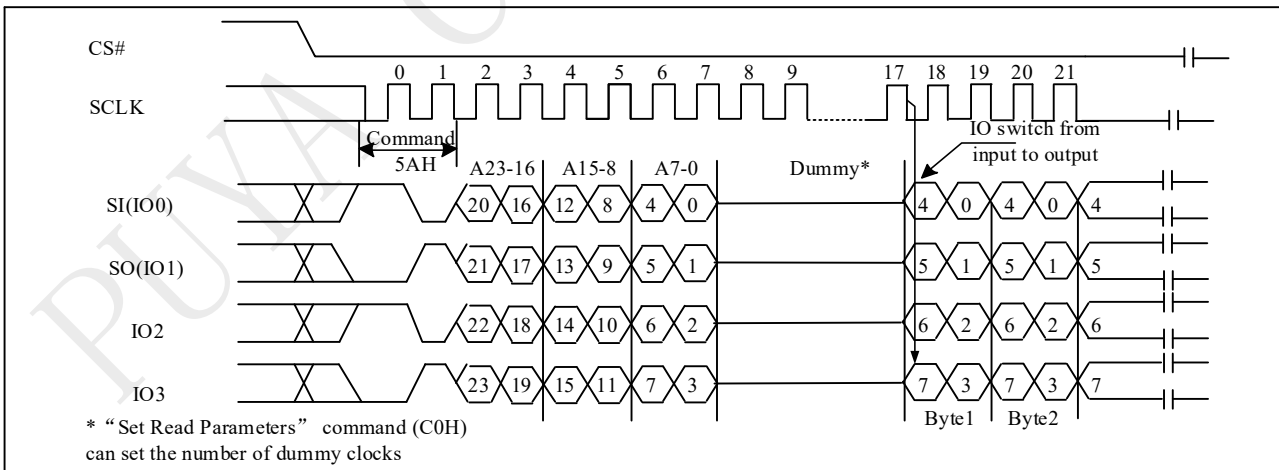 PUYA
CS#
0 1 2 3 4 5 6 7 8 9 17 18 19 20 21
SCLK
Command
5AH
IO switch from
input to output
A23-16 A15-8 A7-0 Dummy*
SI(IO0) 20 16 12 8 4 0 4 0 4 0 4
SO(IO1) 21 17 13 9 5 1 5 1 5 1 5
IO2 22 18 14 10 6 2 6 2 6 2 6
IO3 23 19 15 11 7 3 7 3 7 3 7
Byte1 Byte2
* “Set Read Parameters” command (C0H)
can set the number of dummy clocks